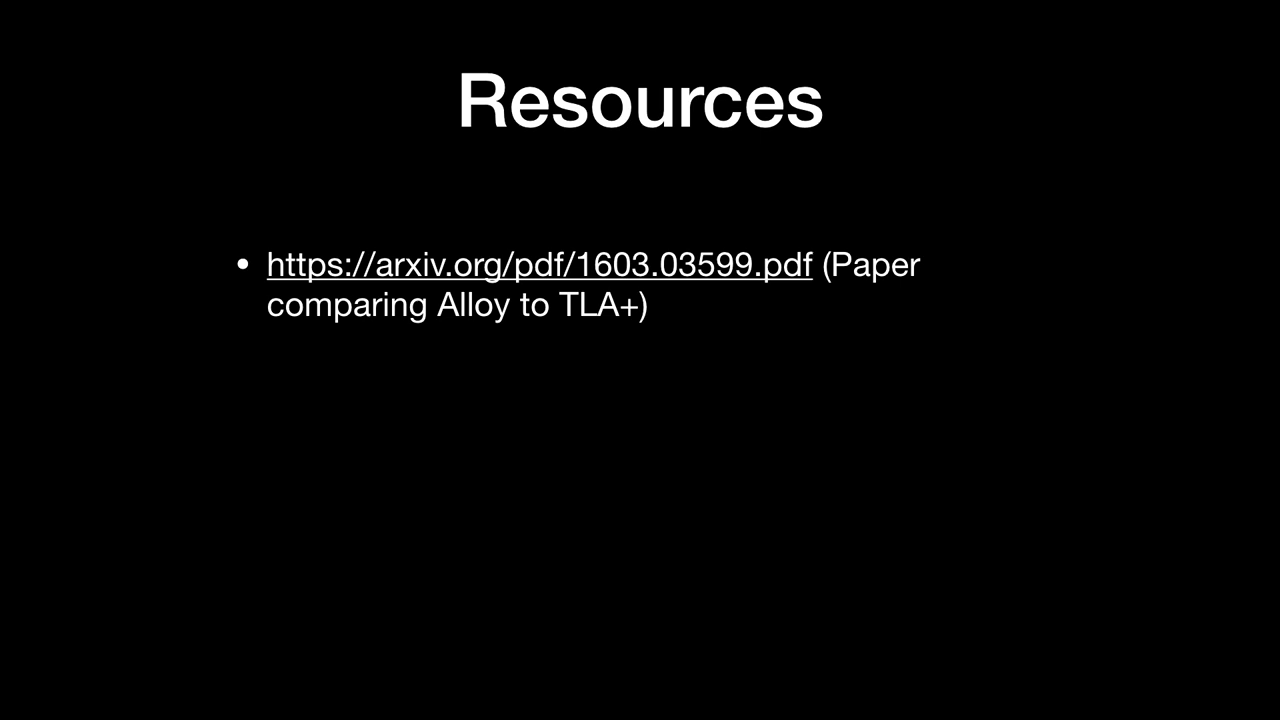 Resources
• https://arxiv.org/pdf/1603.03599.pdf (Paper
comparing Alloy to TLA+)